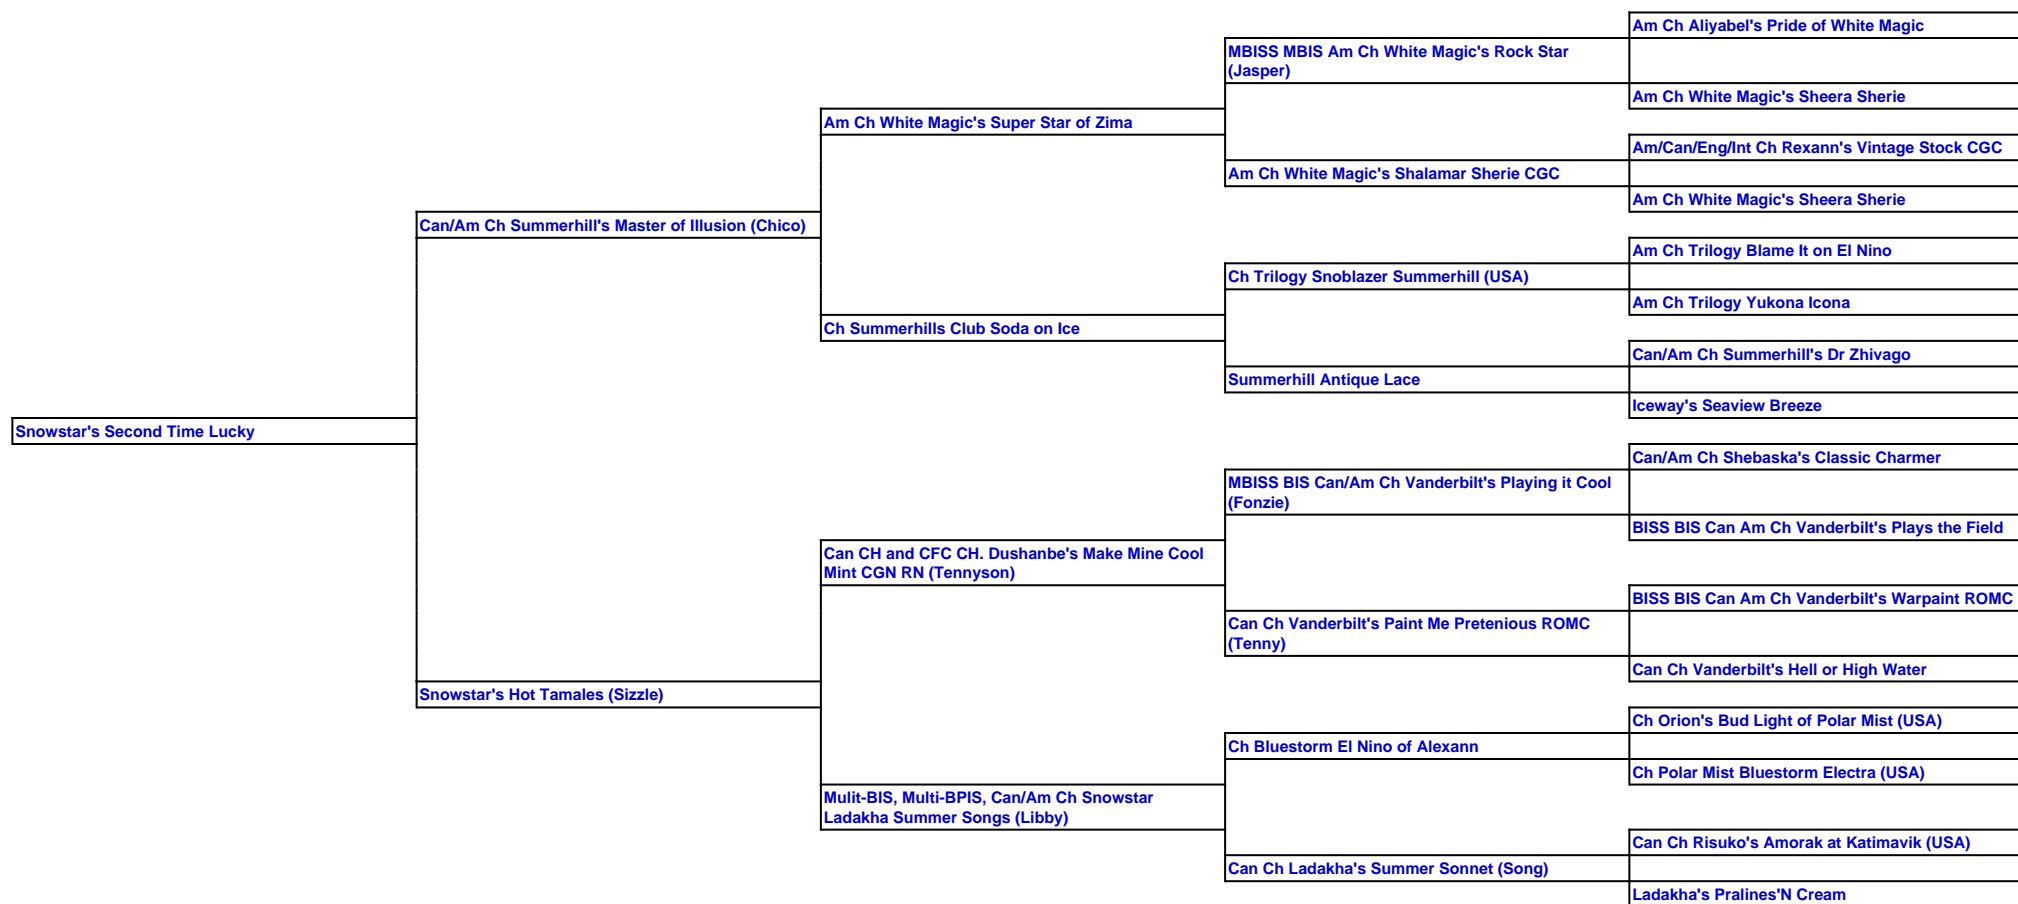 Am Ch Aliyabel's Pride of White Magic
MBISS MBIS Am Ch White Magic's Rock Star
(Jasper)
Am Ch White Magic's Sheera Sherie
Am Ch White Magic's Super Star of Zima
Am/Can/Eng/Int Ch Rexann's Vintage Stock CGC
Am Ch White Magic's Shalamar Sherie CGC
Am Ch White Magic's Sheera Sherie
Can/Am Ch Summerhill's Master of Illusion (Chico)
Am Ch Trilogy Blame It on El Nino
Ch Trilogy Snoblazer Summerhill (USA)
Am Ch Trilogy Yukona Icona
Ch Summerhills Club Soda on Ice
Can/Am Ch Summerhill's Dr Zhivago
Summerhill Antique Lace
Iceway's Seaview Breeze
Snowstar's Second Time Lucky
Can/Am Ch Shebaska's Classic Charmer
MBISS BIS Can/Am Ch Vanderbilt's Playing it Cool
(Fonzie)
BISS BIS Can Am Ch Vanderbilt's Plays the Field
Can CH and CFC CH. Dushanbe's Make Mine Cool
Mint CGN RN (Tennyson)
BISS BIS Can Am Ch Vanderbilt's Warpaint ROMC
Can Ch Vanderbilt's Paint Me Pretenious ROMC
(Tenny)
Can Ch Vanderbilt's Hell or High Water
Snowstar's Hot Tamales (Sizzle)
Ch Orion's Bud Light of Polar Mist (USA)
Ch Bluestorm El Nino of Alexann
Ch Polar Mist Bluestorm Electra (USA)
Mulit-BIS, Multi-BPIS, Can/Am Ch Snowstar
Ladakha Summer Songs (Libby)
Can Ch Risuko's Amorak at Katimavik (USA)
Can Ch Ladakha's Summer Sonnet (Song)
Ladakha's Pralines'N Cream